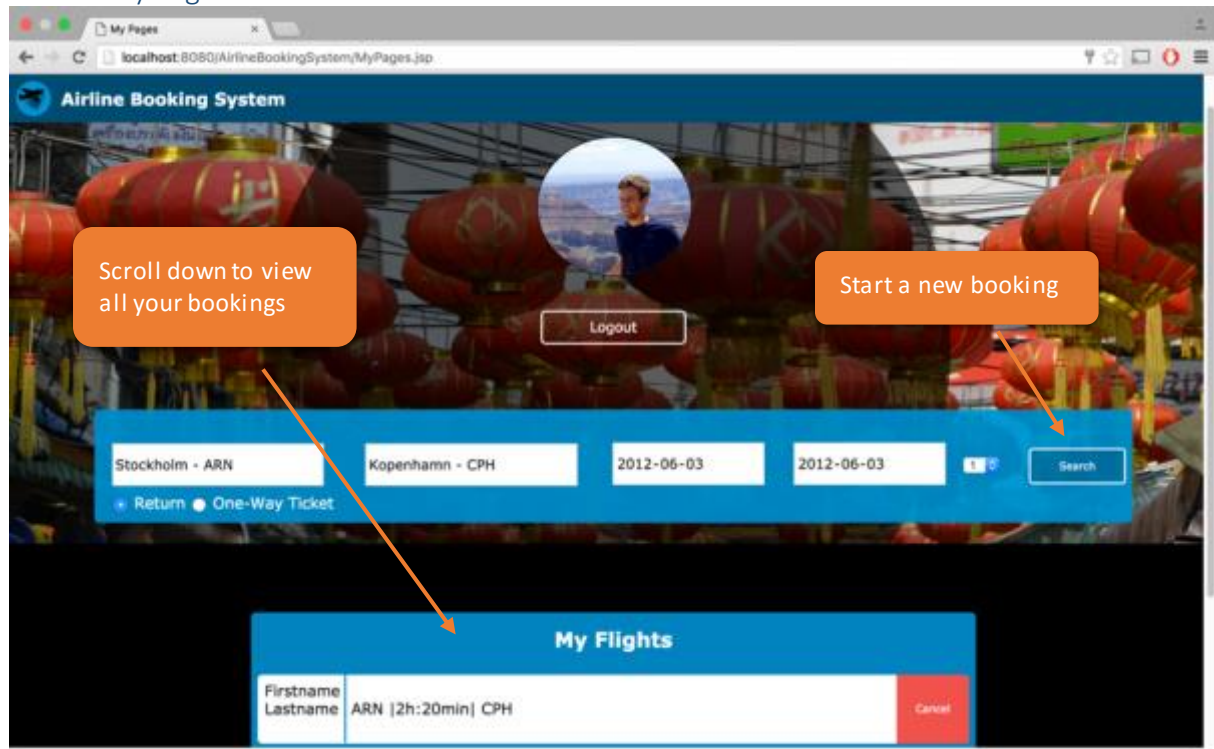 My Pages
localhost:8080/AirlineBookingSystem/MyPages.jsp
Airline Booking System
Scroll down to view
all your bookings
Start a new booking
Logout
Stockholm - ARN
Kopenhamn - CPH
2012-06-03
2012-06-03
1
Search
Return
One-Way Ticket
My Flights
Firstname
Lastname
ARN |2h:20min| CPH
Cancel